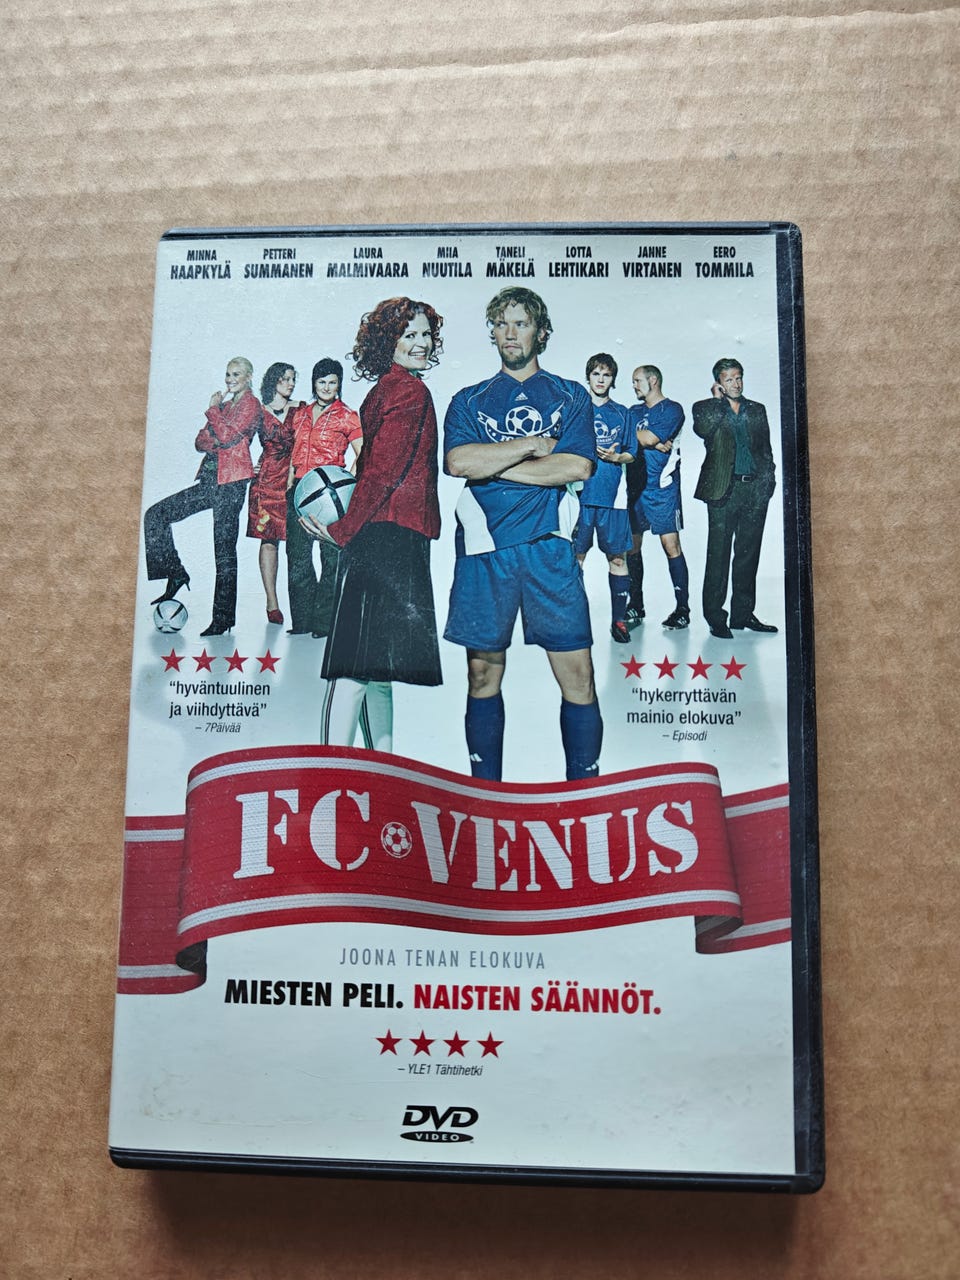 MINNA HAAPKYLÄ
PETTERI SUMMANEN
LAURA MALMIVAARA
MIIA NUUTILA
TANELI MÄKELÄ
LOTTA LEHTIKARI
JANNE VIRTANEN
EERO TOMMILA
"hyväntuulinen
ja viihdyttävä"
– 7Päivää
"hykerryttävän
mainio elokuva"
– Episodi
FC VENUS
JOONA TENAN ELOKUVA
MIESTEN PELI. NAISTEN SÄÄNNÖT.
– YLE1 Tähtihetki
DVD
VIDEO